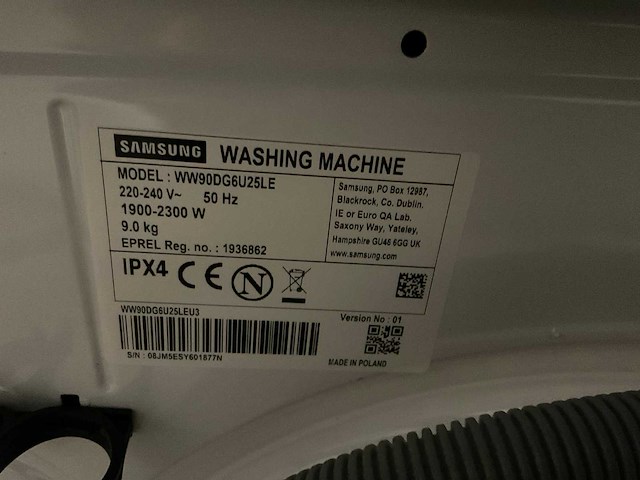 SAMSUNG WASHING MACHINE
MODEL : WW90DG6U25LE
220-240 V~ 50 Hz
1900-2300 W
9.0 kg
EPREL Reg. no. : 1936862
Samsung, PO Box 12987,
Blackrock, Co. Dublin.
IE or Euro QA Lab.
Saxony Way, Yateley,
Hampshire GU46 6GG UK
www.samsung.com
IPX4 CE N
WW90DG6U25LEU3
Version No : 01
S/N : 08JM5ESY601877N
MADE IN POLAND